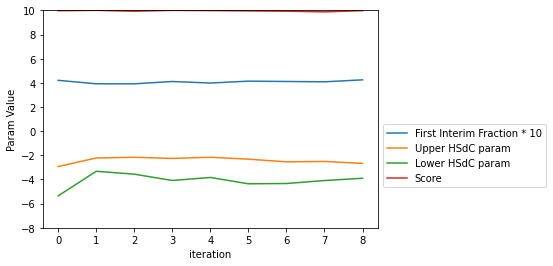 10
8
6
4
2
0
−2
−4
−6
−8
Param Value
0 1 2 3 4 5 6 7 8
iteration
First Interim Fraction * 10
Upper HSdC param
Lower HSdC param
Score